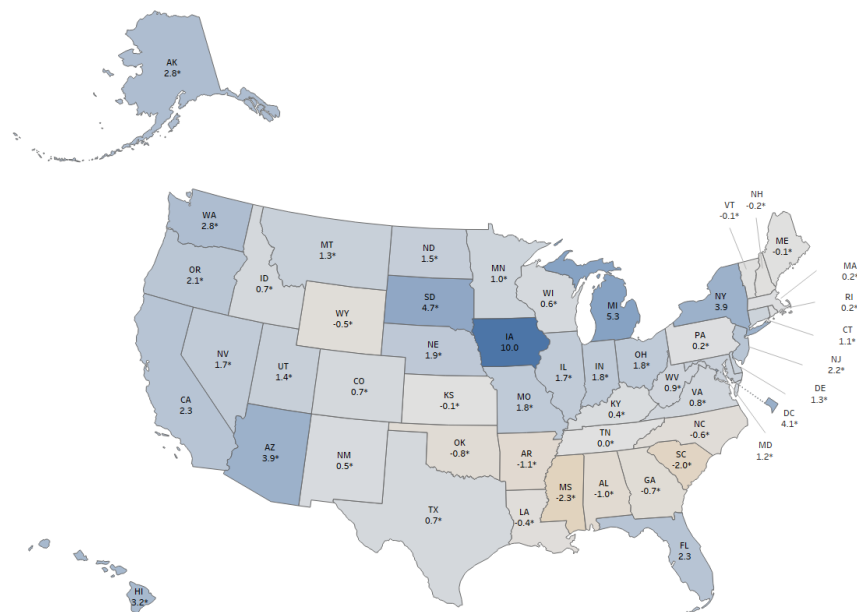 AK
2.8*
NH
-0.2*
VT
-0.1*
WA
2.8*
ME
-0.1*
MT
1.3*
ND
1.5*
MN
1.0*
MA
0.2*
OR
2.1*
ID
0.7*
WI
0.6*
SD
4.7*
MI
5.3
NY
3.9
RI
0.2*
WY
-0.5*
CT
1.1*
IA
10.0
PA
0.2*
NE
1.9*
NJ
2.2*
NV
1.7*
UT
1.4*
IL
1.7*
IN
1.8*
OH
1.8*
CO
0.7*
WV
0.9*
DE
1.3*
CA
2.3
KS
-0.1*
MO
1.8*
VA
0.8*
KY
0.4*
DC
4.1*
NC
-0.6*
TN
0.0*
MD
1.2*
AZ
3.9*
OK
-0.8*
AR
-1.1*
SC
-2.0*
NM
0.5*
MS
-2.3*
AL
-1.0*
GA
-0.7*
TX
0.7*
LA
-0.4*
FL
2.3
HI
3.2*